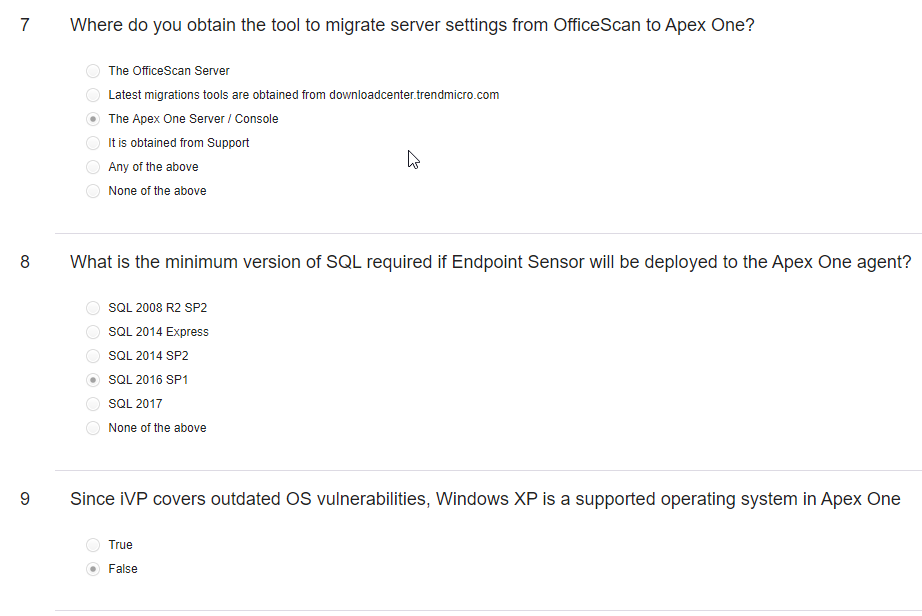 7 Where do you obtain the tool to migrate server settings from OfficeScan to Apex One?
The OfficeScan Server
Latest migrations tools are obtained from downloadcenter.trendmicro.com
The Apex One Server / Console
It is obtained from Support
Any of the above
None of the above
8 What is the minimum version of SQL required if Endpoint Sensor will be deployed to the Apex One agent?
SQL 2008 R2 SP2
SQL 2014 Express
SQL 2014 SP2
SQL 2016 SP1
SQL 2017
None of the above
9 Since iVP covers outdated OS vulnerabilities, Windows XP is a supported operating system in Apex One
True
False